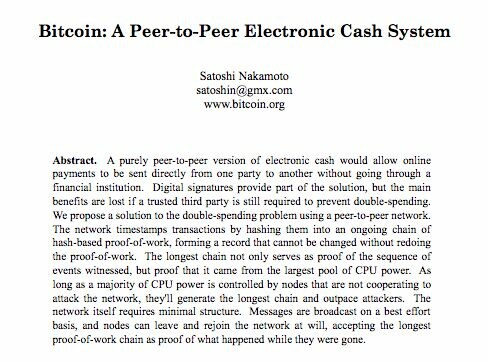 Bitcoin: A Peer-to-Peer Electronic Cash System
Satoshi Nakamoto
satoshin@gmx.com
www.bitcoin.org
Abstract. A purely peer-to-peer version of electronic cash would allow online
payments to be sent directly from one party to another without going through a
financial institution. Digital signatures provide part of the solution, but the main
benefits are lost if a trusted third party is still required to prevent double-spending.
We propose a solution to the double-spending problem using a peer-to-peer network.
The network timestamps transactions by hashing them into an ongoing chain of
hash-based proof-of-work, forming a record that cannot be changed without redoing
the proof-of-work. The longest chain not only serves as proof of the sequence of
events witnessed, but proof that it came from the largest pool of CPU power. As
long as a majority of CPU power is controlled by nodes that are not cooperating to
attack the network, they'll generate the longest chain and outpace attackers. The
network itself requires minimal structure. Messages are broadcast on a best effort
basis, and nodes can leave and rejoin the network at will, accepting the longest
proof-of-work chain as proof of what happened while they were gone.